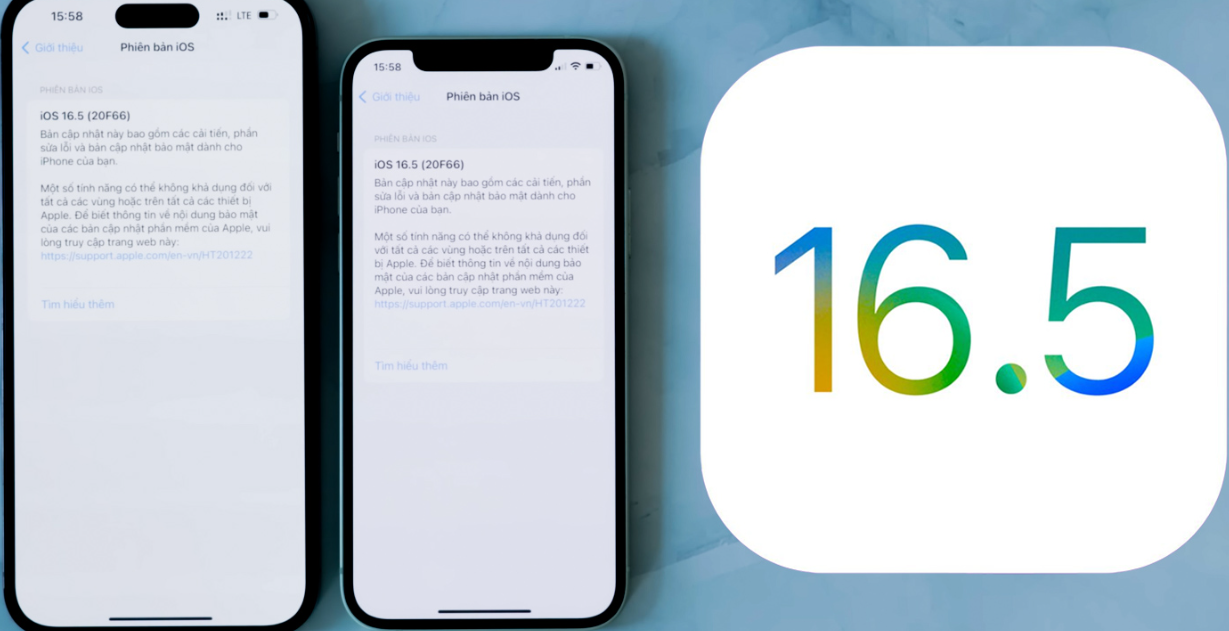 15:58
LTE
Giới thiệu
Phiên bản iOS
PHIÊN BẢN IOS
iOS 16.5 (20F66)
Bản cập nhật này bao gồm các cải tiến, phần
sửa lỗi và bản cập nhật bảo mật dành cho
iPhone của bạn.
Một số tính năng có thể không khả dụng đối với
tất cả các vùng hoặc trên tất cả các thiết bị
Apple. Để biết thông tin về nội dung bảo mật
của các bản cập nhật phần mềm của Apple, vui
lòng truy cập trang web này:
https://support.apple.com/en-vn/HT201222
Tìm hiểu thêm
15:58
Giới thiệu
Phiên bản iOS
PHIÊN BẢN IOS
iOS 16.5 (20F66)
Bản cập nhật này bao gồm các cải tiến, phần
sửa lỗi và bản cập nhật bảo mật dành cho
iPhone của bạn.
Một số tính năng có thể không khả dụng đối
với tất cả các vùng hoặc trên tất cả các thiết
bị Apple. Để biết thông tin về nội dung bảo
mật của các bản cập nhật phần mềm của
Apple, vui lòng truy cập trang web này:
https://support.apple.com/en-vn/HT201222
Tìm hiểu thêm
16.5